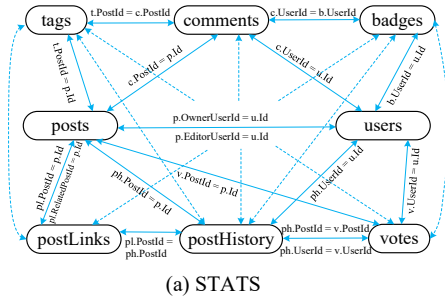 tags
t.PostId = c.PostId
comments
c.UserId = b.UserId
badges
t.PostId = p.Id
c.PostId = p.Id
c.UserId = u.Id
b.UserId = u.Id
posts
p.OwnerUserId = u.Id
p.EditorUserId = u.Id
users
pl.PostId = p.Id
pl.RelatedPostId = p.Id
ph.PostId = p.Id
v.PostId = p.Id
ph.UserId = u.Id
v.UserId = u.Id
postLinks
pl.PostId =
ph.PostId
postHistory
ph.PostId = v.PostId
ph.UserId = v.UserId
votes
(a) STATS